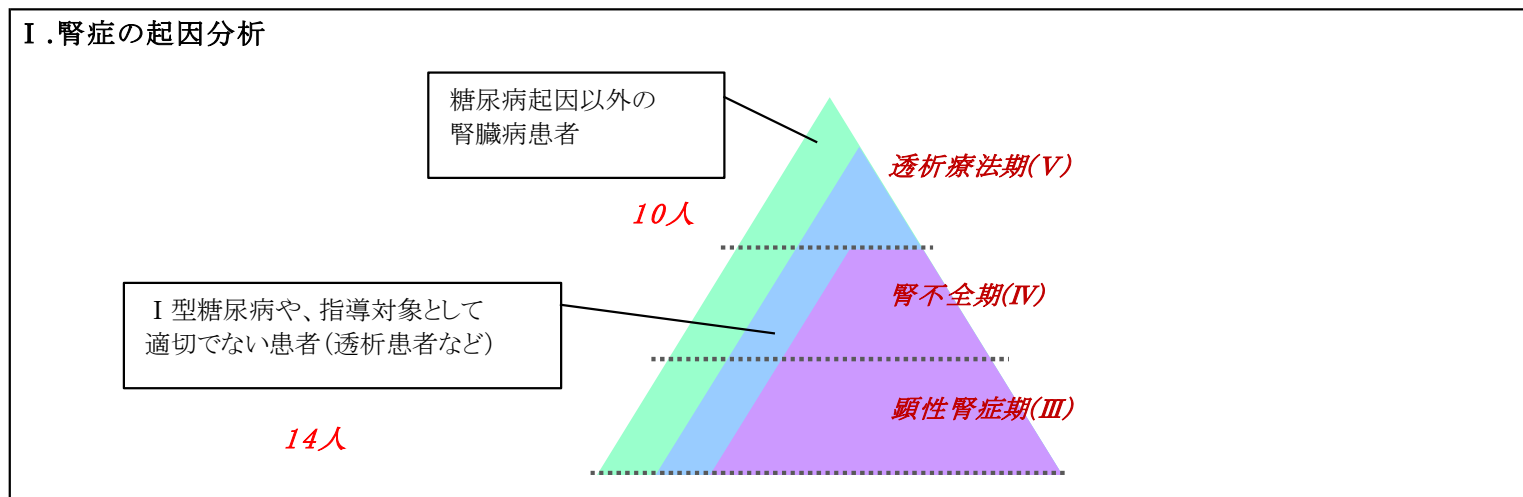 Ⅰ.腎症の起因分析
糖尿病起因以外の
腎臓病患者
透析療法期(Ⅴ)
10人
Ⅰ型糖尿病や、指導対象として
適切でない患者(透析患者など)
腎不全期(Ⅳ)
顕性腎症期(Ⅲ)
14人